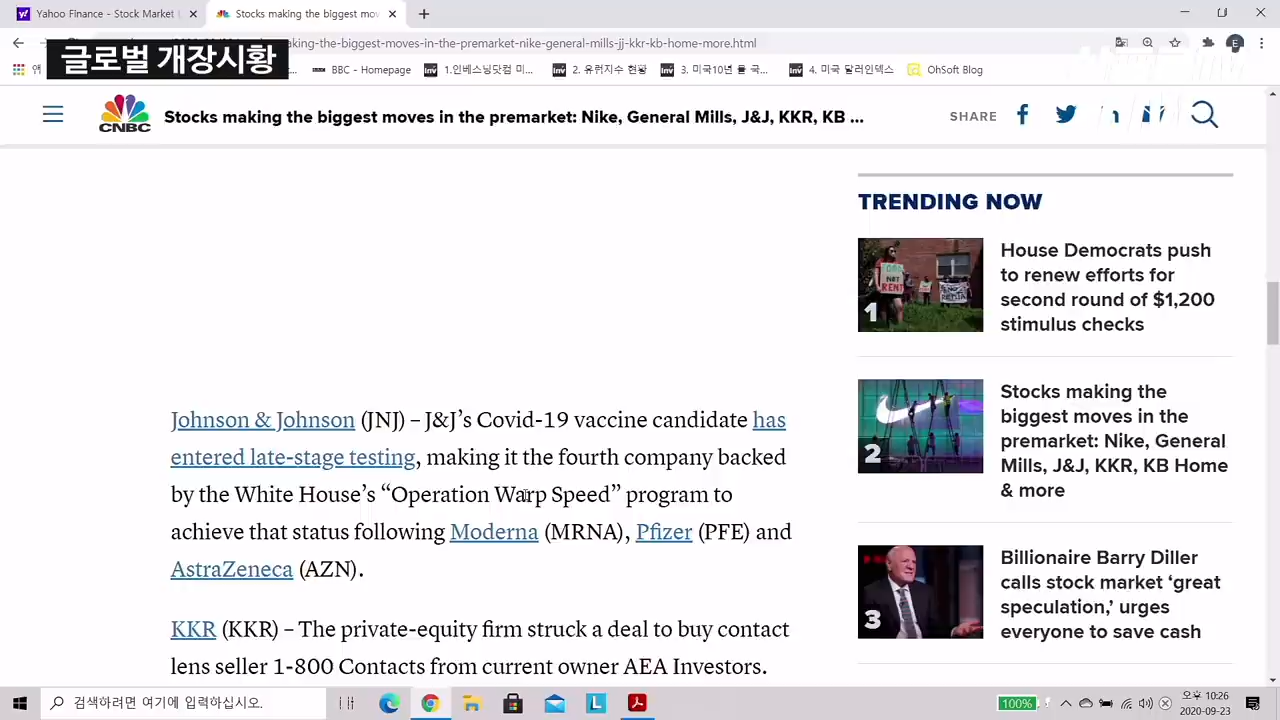 Yahoo Finance - Stock Market
Stocks making the biggest mov
글로벌 개장시황
aking-the-biggest-moves-in-the-premarket-nike-general-mills-jj-kkr-kb-home-more.html
BBC - Homepage
1.인베스닝닷컴 미...
2. 유럽지수 현황
3. 미국10년 물 국...
4. 미국 달러인덱스
OhSoft Blog
CNBC
Stocks making the biggest moves in the premarket: Nike, General Mills, J&J, KKR, KB ...
SHARE
Johnson & Johnson (JNJ) – J&J’s Covid-19 vaccine candidate has
entered late-stage testing, making it the fourth company backed
by the White House’s “Operation Warp Speed” program to
achieve that status following Moderna (MRNA), Pfizer (PFE) and
AstraZeneca (AZN).
KKR (KKR) – The private-equity firm struck a deal to buy contact
lens seller 1-800 Contacts from current owner AEA Investors.
TRENDING NOW
1
House Democrats push
to renew efforts for
second round of $1,200
stimulus checks
2
Stocks making the
biggest moves in the
premarket: Nike, General
Mills, J&J, KKR, KB Home
& more
3
Billionaire Barry Diller
calls stock market ‘great
speculation,’ urges
everyone to save cash
검색하려면 여기에 입력하십시오.
100%
오후 10:26
2020-09-23